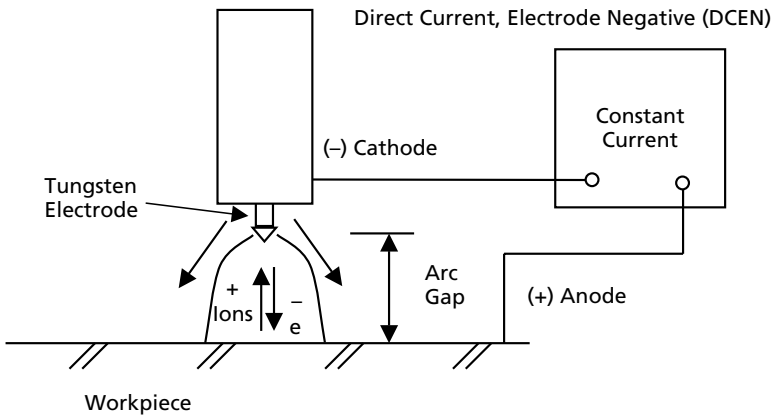 Direct Current, Electrode Negative (DCEN)
Constant
Current
(–) Cathode
Tungsten
Electrode
Arc
Gap
(+) Anode
+
Ions
–
e
Workpiece